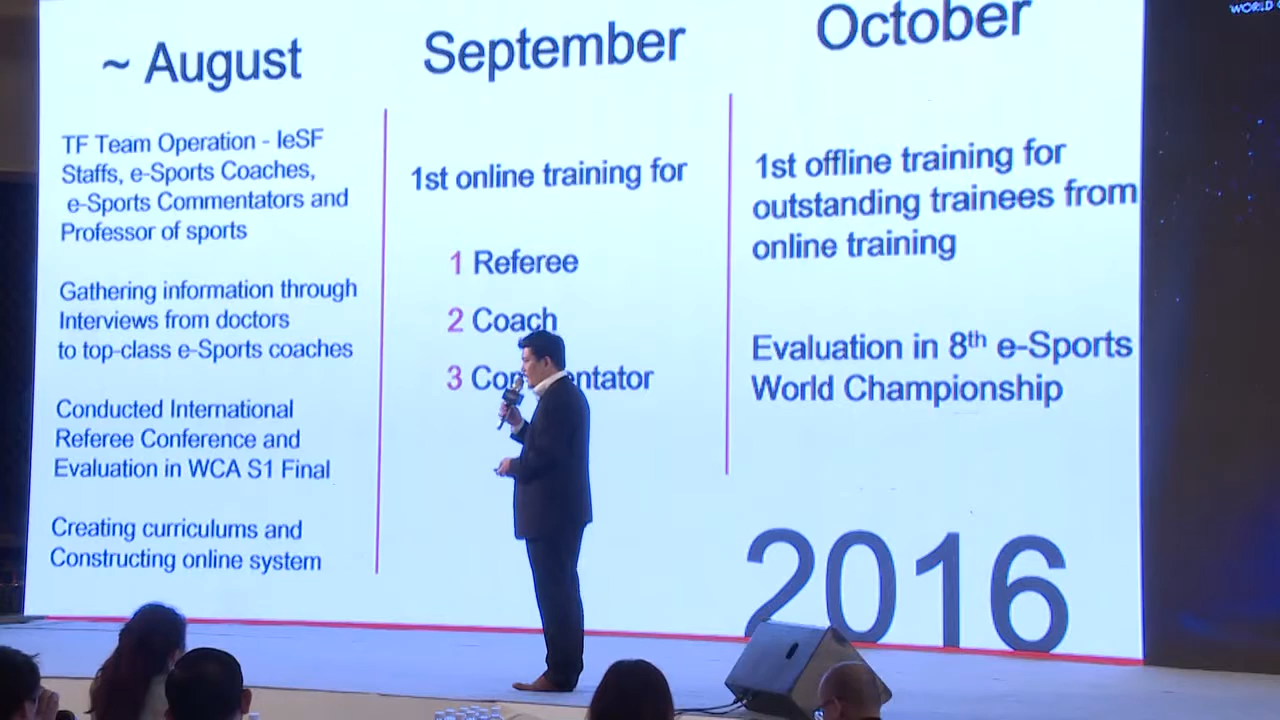 ~ August
TF Team Operation - IeSF
Staffs, e-Sports Coaches,
e-Sports Commentators and
Professor of sports
Gathering information through
Interviews from doctors
to top-class e-Sports coaches
Conducted International
Referee Conference and
Evaluation in WCA S1 Final
Creating curriculums and
Constructing online system
September
1st online training for
1 Referee
2 Coach
3 Co entator
October
1st offline training for
outstanding trainees from
online training
Evaluation in 8th e-Sports
World Championship
2016
WORLD